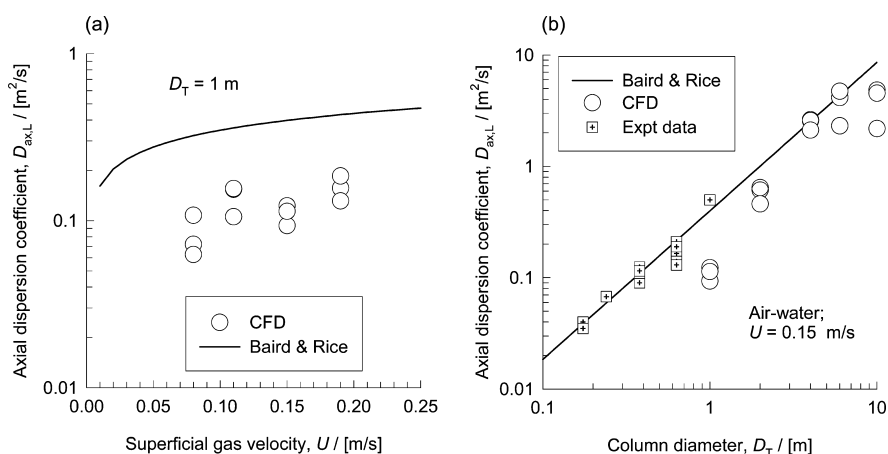 (a)
Axial dispersion coefficient, D_ax,L / [m²/s]
1
0.1
0.01
D_T = 1 m
CFD
Baird & Rice
0.00 0.05 0.10 0.15 0.20 0.25
Superficial gas velocity, U / [m/s]
(b)
Axial dispersion coefficient, D_ax,L / [m²/s]
10
1
0.1
0.01
Baird & Rice
CFD
Expt data
Air-water;
U = 0.15 m/s
0.1 1 10
Column diameter, D_T / [m]